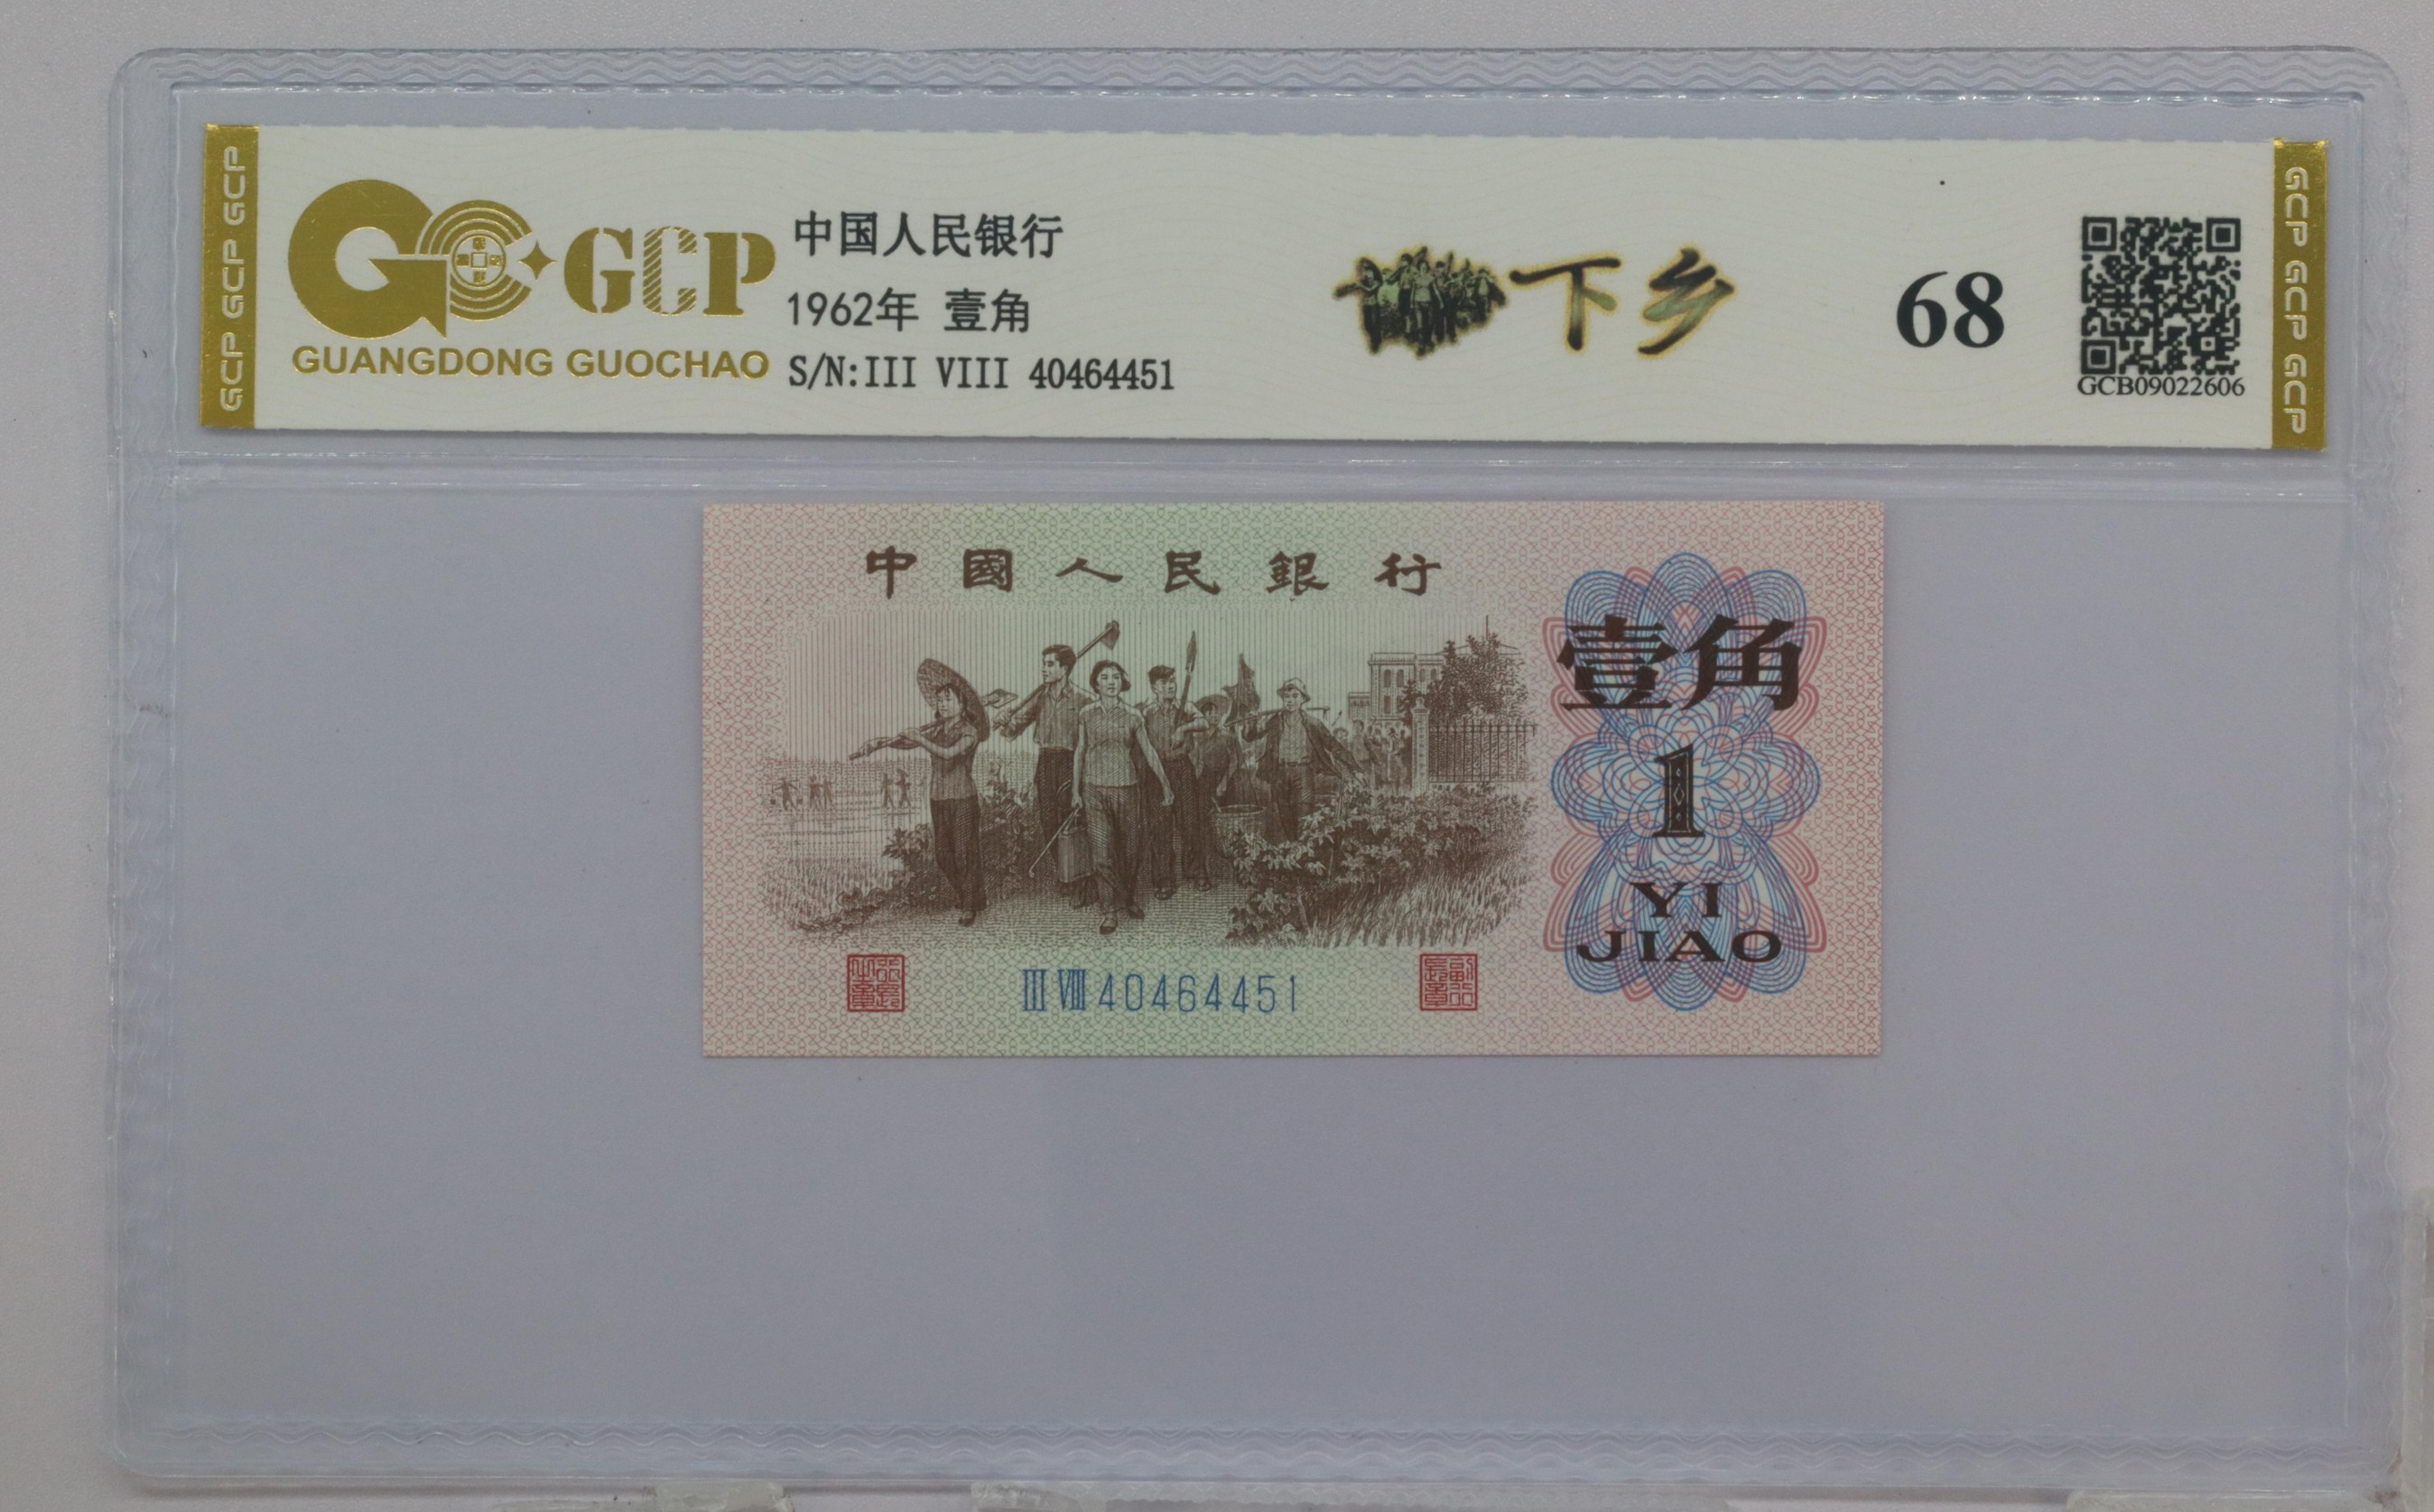 GCP GCP GCP
GCP
GUANGDONG GUOCHAO
中国人民银行
1962年 壹角
S/N:III VIII 40464451
下乡
68
GCB09022606
GCP GCP GCP
中國人民銀行
壹角
1
YI
JIAO
III VIII 40464451